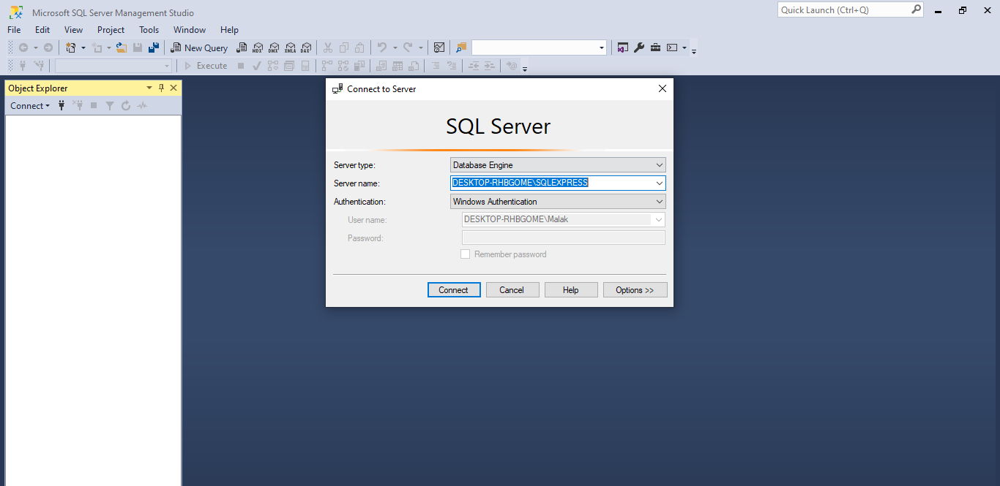 Microsoft SQL Server Management Studio
Quick Launch (Ctrl+Q)
File Edit View Project Tools Window Help
New Query MDX DMX XMLA DAX
Execute
Object Explorer
Connect
Connect to Server
SQL Server
Server type: Database Engine
Server name: DESKTOP-RHBGOME\SQLEXPRESS
Authentication: Windows Authentication
User name: DESKTOP-RHBGOME\Malak
Password:
Remember password
Connect Cancel Help Options >>